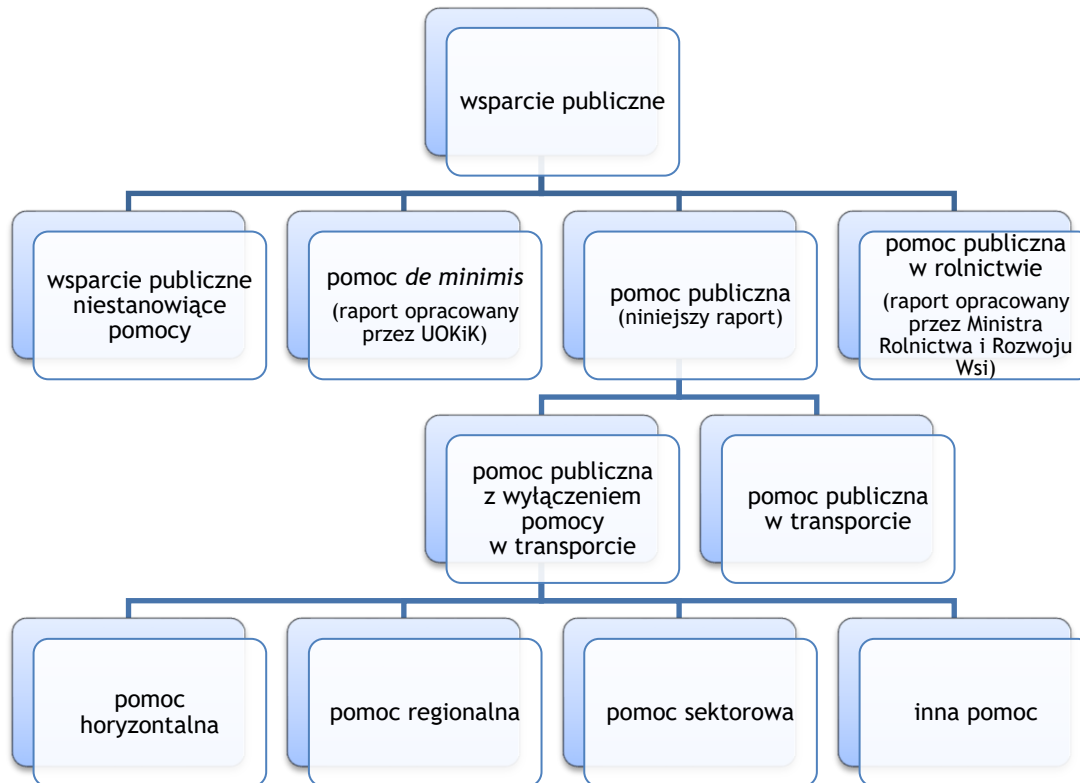 wsparcie publiczne
wsparcie publiczne
niestanowiące
pomocy
pomoc de minimis
(raport opracowany
przez UOKiK)
pomoc publiczna
(niniejszy raport)
pomoc publiczna
w rolnictwie
(raport opracowany
przez Ministra
Rolnictwa i Rozwoju
Wsi)
pomoc publiczna
z wyłączeniem
pomocy
w transporcie
pomoc publiczna
w transporcie
pomoc
horyzontalna
pomoc regionalna
pomoc sektorowa
inna pomoc